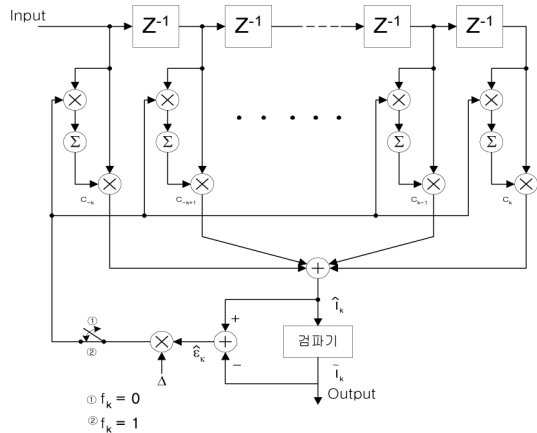 Input
Z⁻¹ Z⁻¹ Z⁻¹ Z⁻¹
× × × ×
Σ Σ Σ Σ
× × × ×
C₋ₖ C₋ₖ₊₁ Cₖ₋₁ Cₖ
+
Îₖ
① + 
② × ε̂ₖ + 검파기
Δ − Ĩₖ
Output
① fₖ = 0
② fₖ = 1